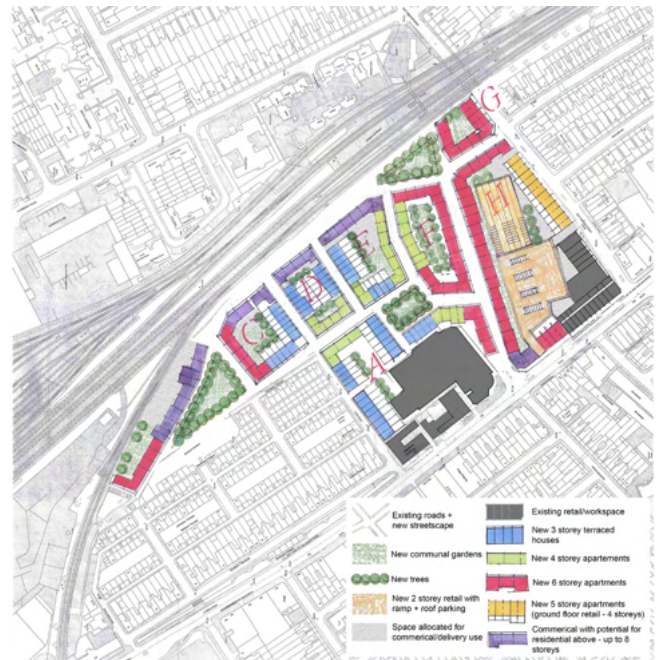 G
H
E
F
D
C
A
Existing roads +
new streetscape
New communal gardens
New trees
New 2 storey retail with
ramp + roof parking
Space allocated for
commerical/delivery use
Existing retail/workspace
New 3 storey terraced
houses
New 4 storey apartements
New 6 storey apartments
New 5 storey apartments
(ground floor retail - 4 storeys)
Commerical with potential for
residential above - up to 8
storeys